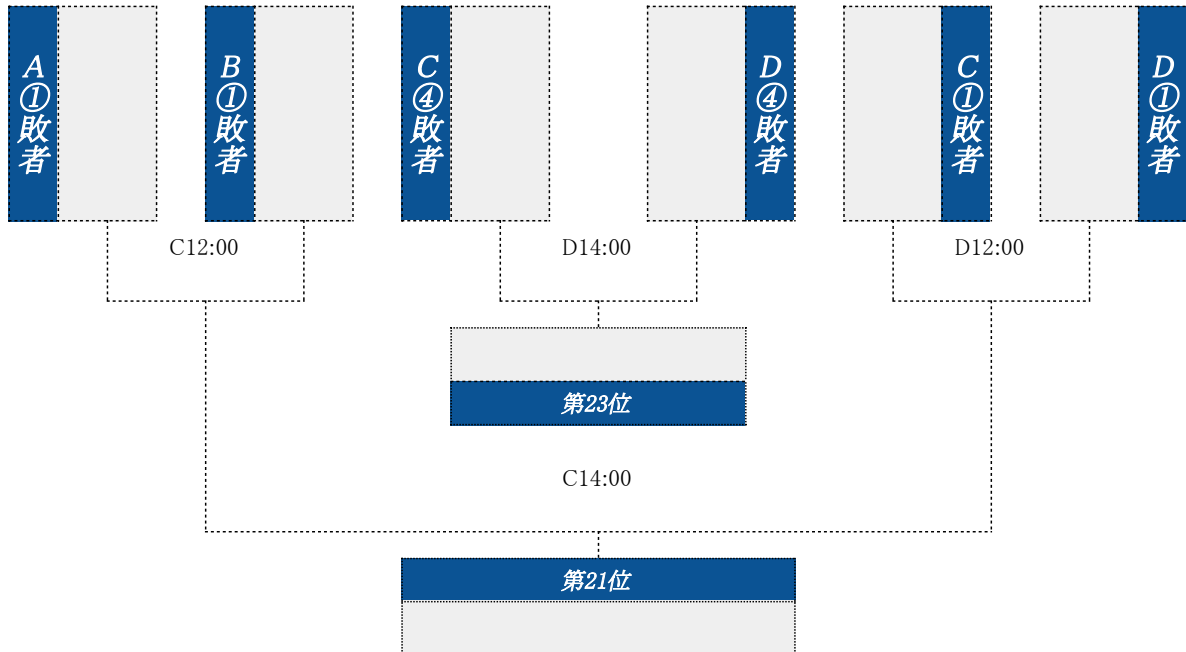 A①敗者
B①敗者
C④敗者
D④敗者
C①敗者
D①敗者
C12:00
D14:00
D12:00
第23位
C14:00
第21位